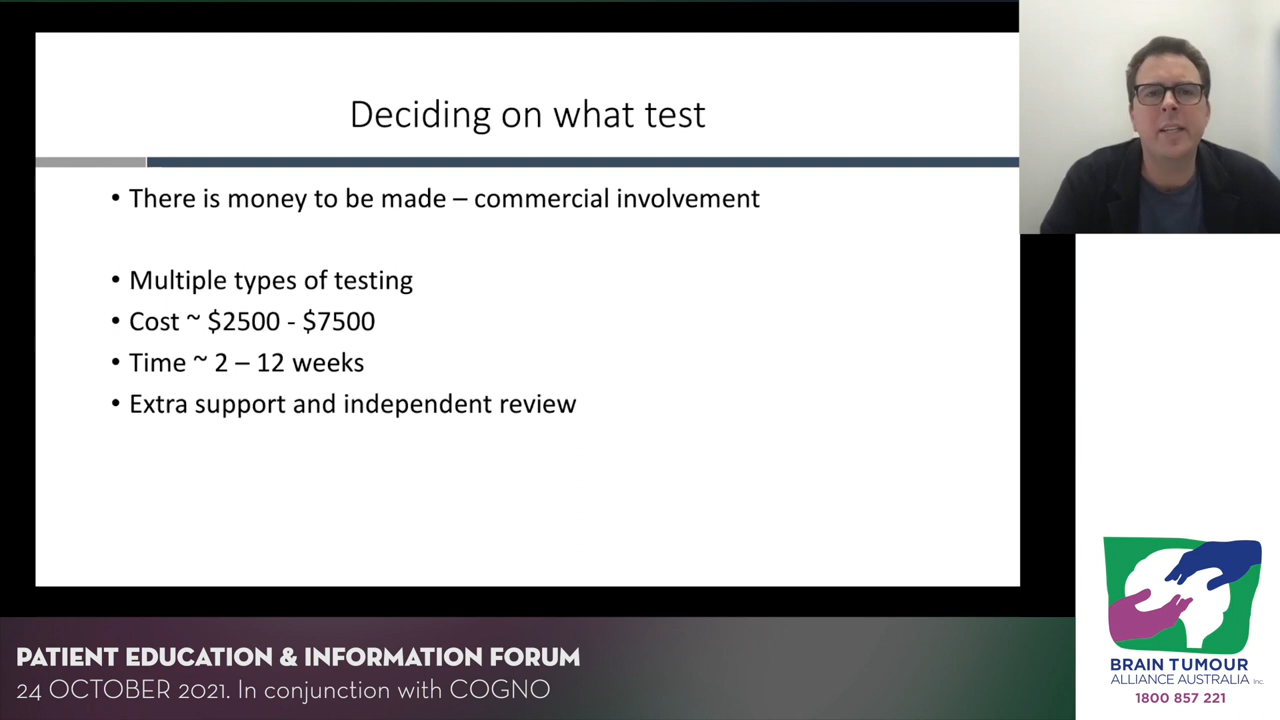 Deciding on what test
• There is money to be made – commercial involvement
• Multiple types of testing
• Cost ~ $2500 - $7500
• Time ~ 2 – 12 weeks
• Extra support and independent review
PATIENT EDUCATION & INFORMATION FORUM
24 OCTOBER 2021. In conjunction with COGNO
BRAIN TUMOUR
ALLIANCE AUSTRALIA Inc.
1800 857 221